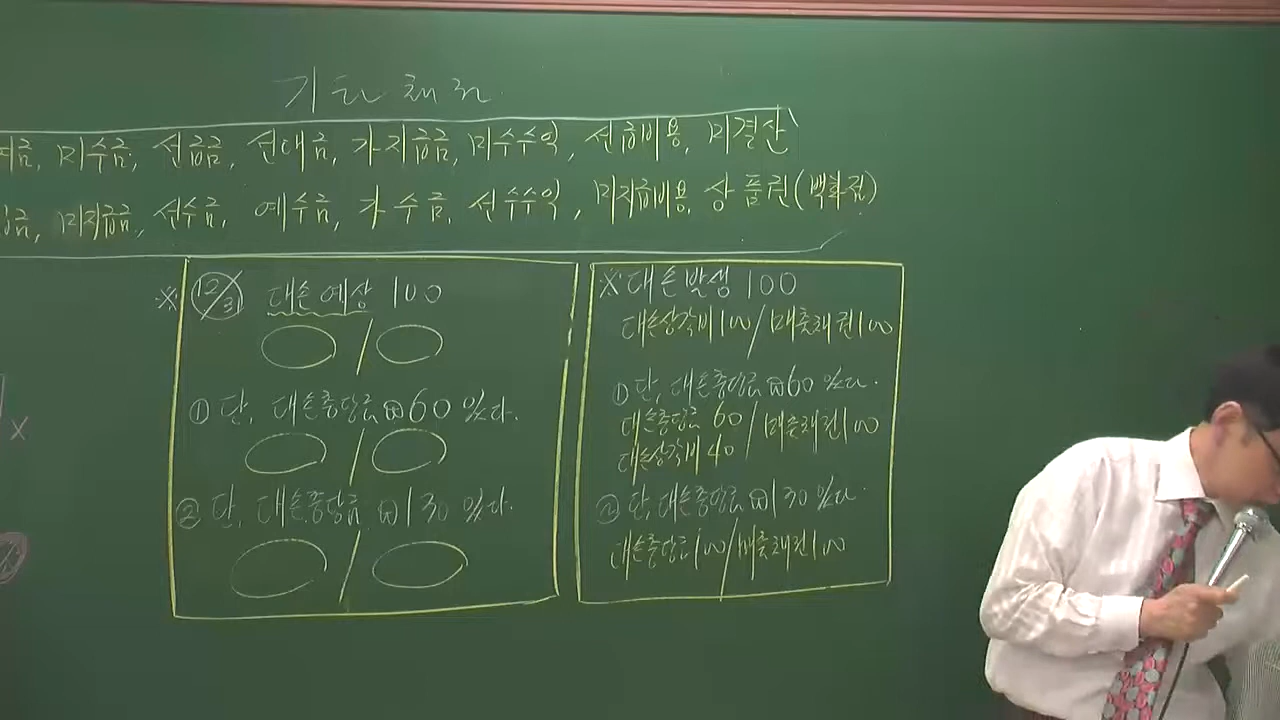 기타채권
미수금, 선급금, 선대금, 가지급금, 미수수익, 선급비용, 미결산
미지급금, 선수금, 예수금, 가수금, 선수수익, 미지급비용, 상품권(백화점)
※ 12/31 대손예상 100
/
① 단, 대손충당금 잔 60 있다.
/
② 단, 대손충당금 잔 130 있다.
/
※ 대손발생 100
대손상각비 100 / 매출채권 100
① 단, 대손충당금 잔 60 있다.
대손충당금 60 / 매출채권 100
대손상각비 40
② 단, 대손충당금 잔 130 있다.
대손충당금 100 / 매출채권 100